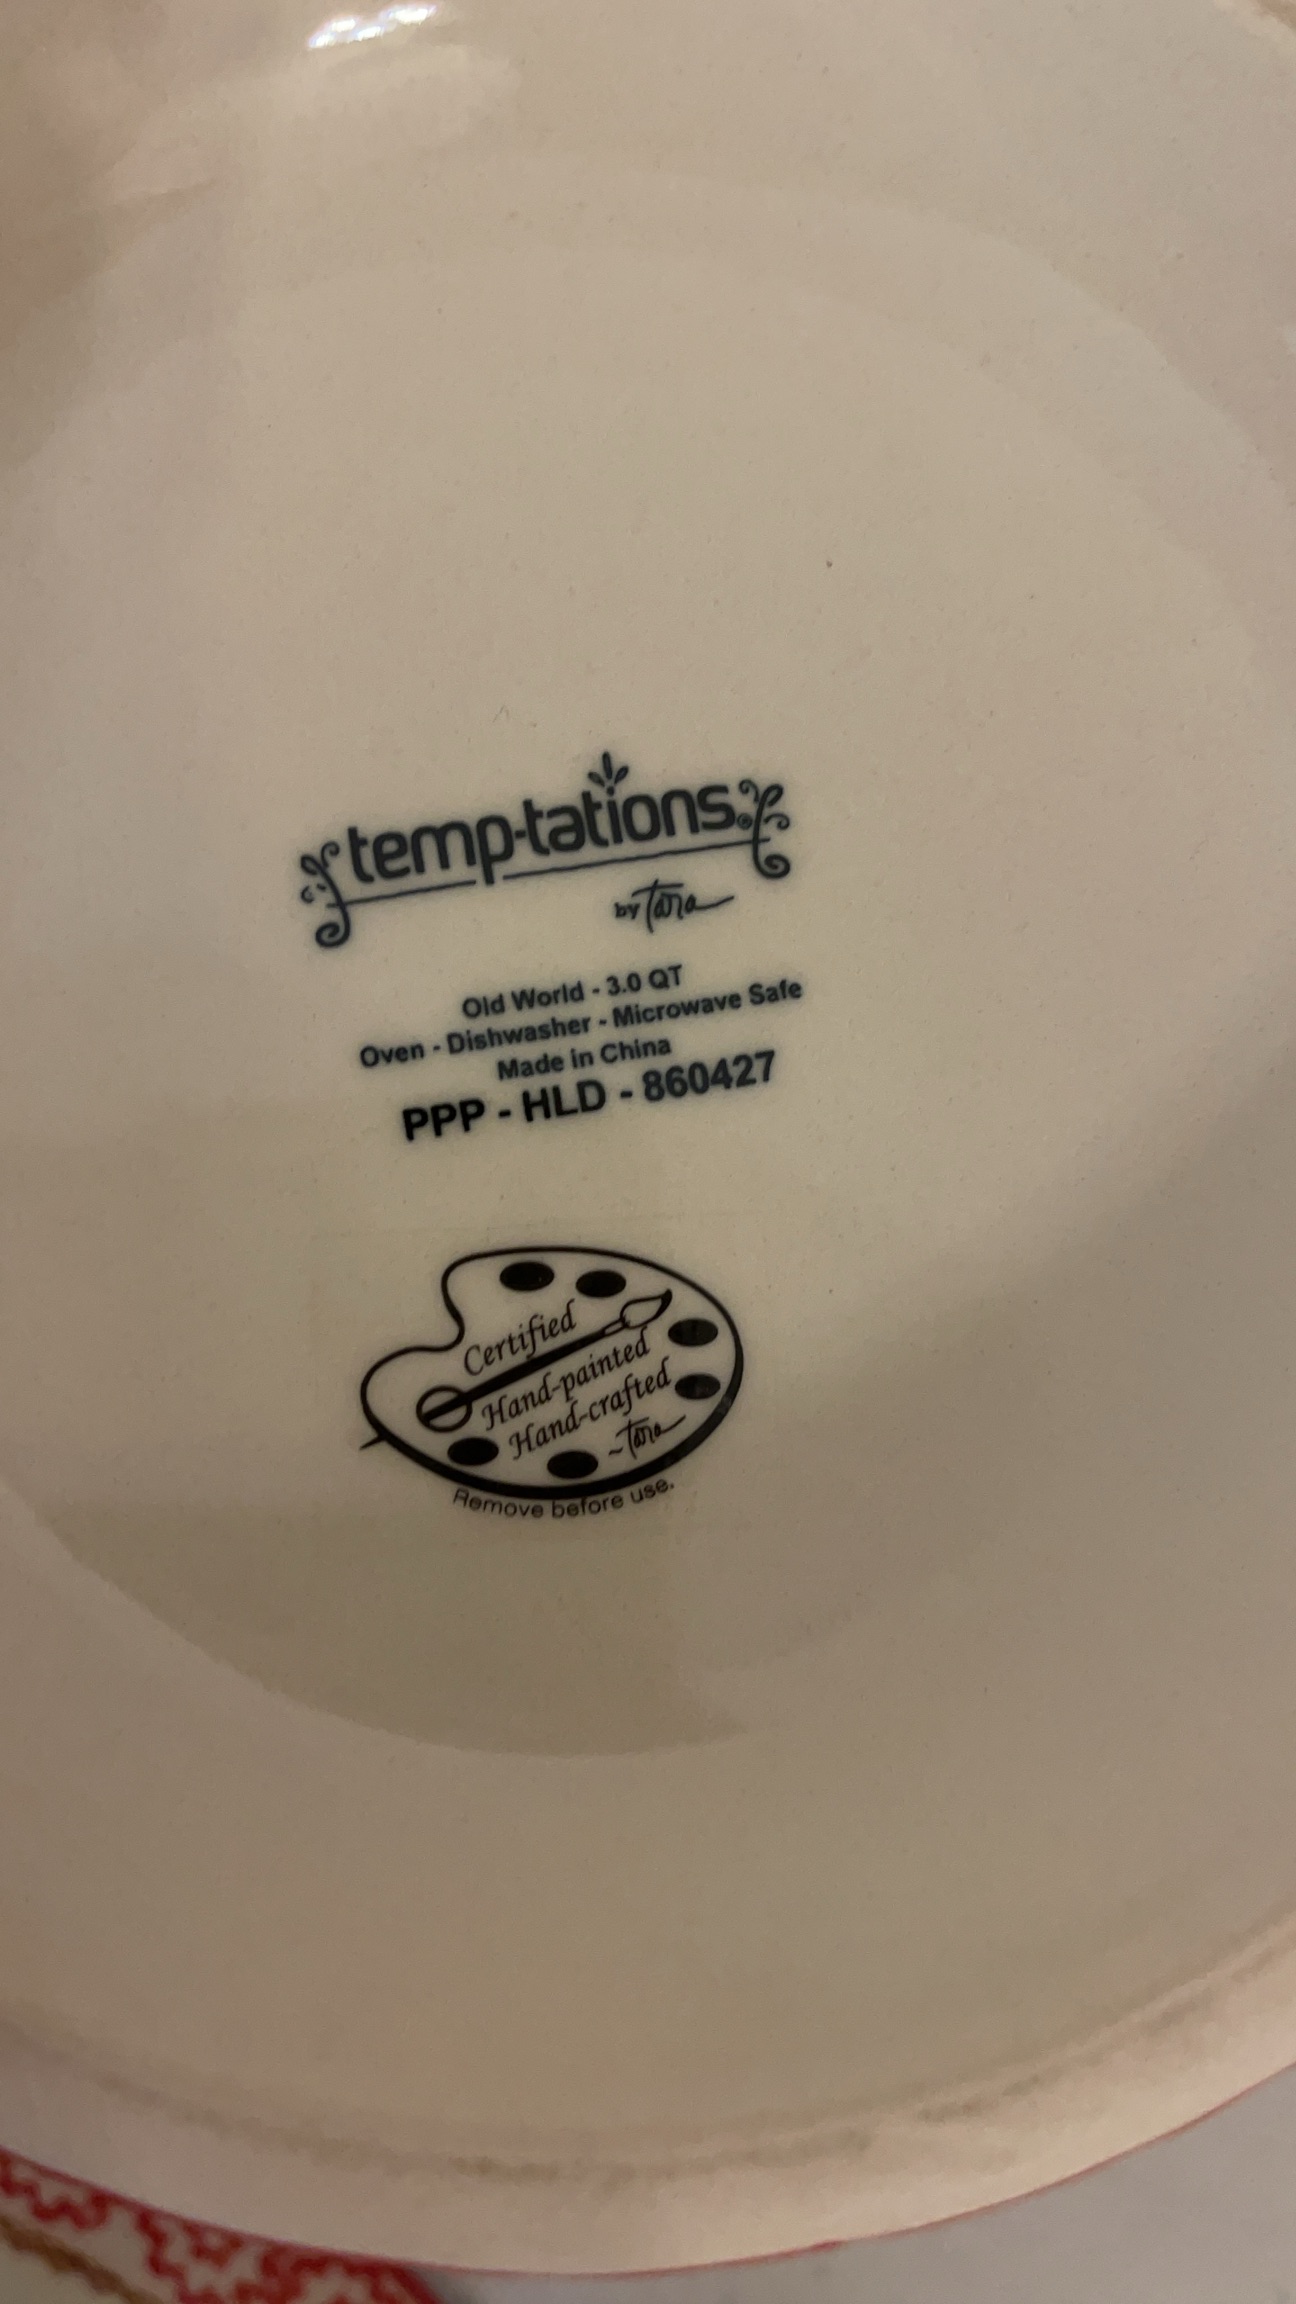 temp-tations®
by Tara
Old World - 3.0 QT
Oven - Dishwasher - Microwave Safe
Made in China
PPP - HLD - 860427
Certified
Hand-painted
Hand-crafted
~Tara
Remove before use.